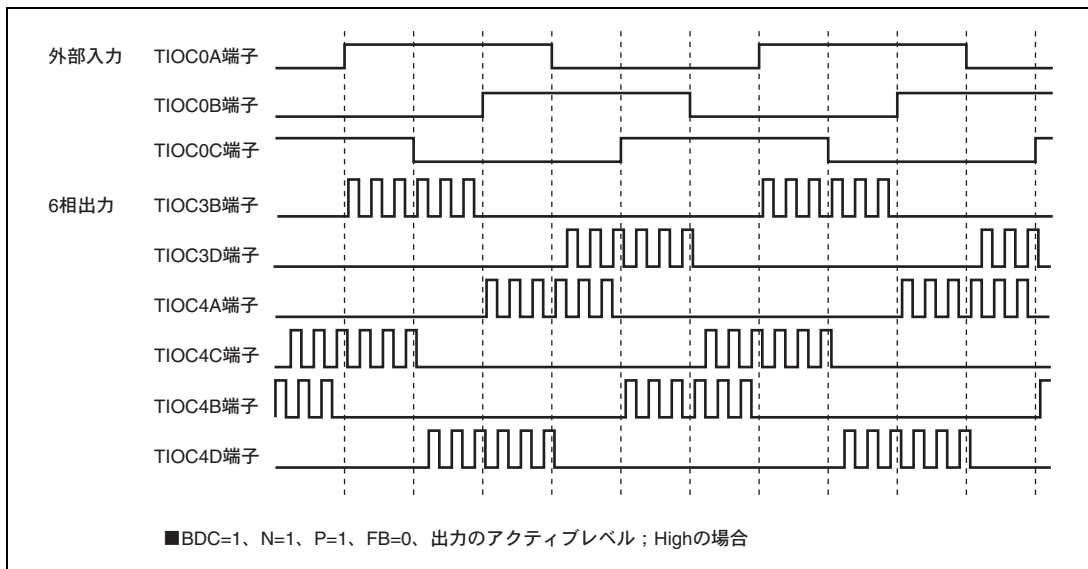 外部入力 TIOC0A端子
TIOC0B端子
TIOC0C端子
6相出力 TIOC3B端子
TIOC3D端子
TIOC4A端子
TIOC4C端子
TIOC4B端子
TIOC4D端子
■BDC=1、N=1、P=1、FB=0、出力のアクティブレベル；Highの場合